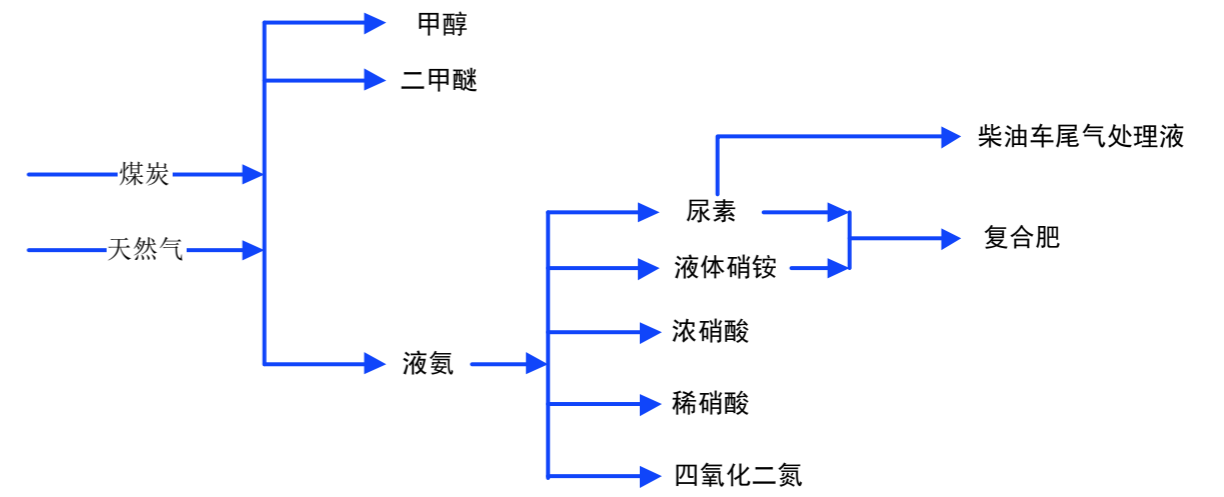 甲醇
二甲醚
柴油车尾气处理液
煤炭
尿素
复合肥
天然气
液体硝铵
浓硝酸
液氨
稀硝酸
四氧化二氮